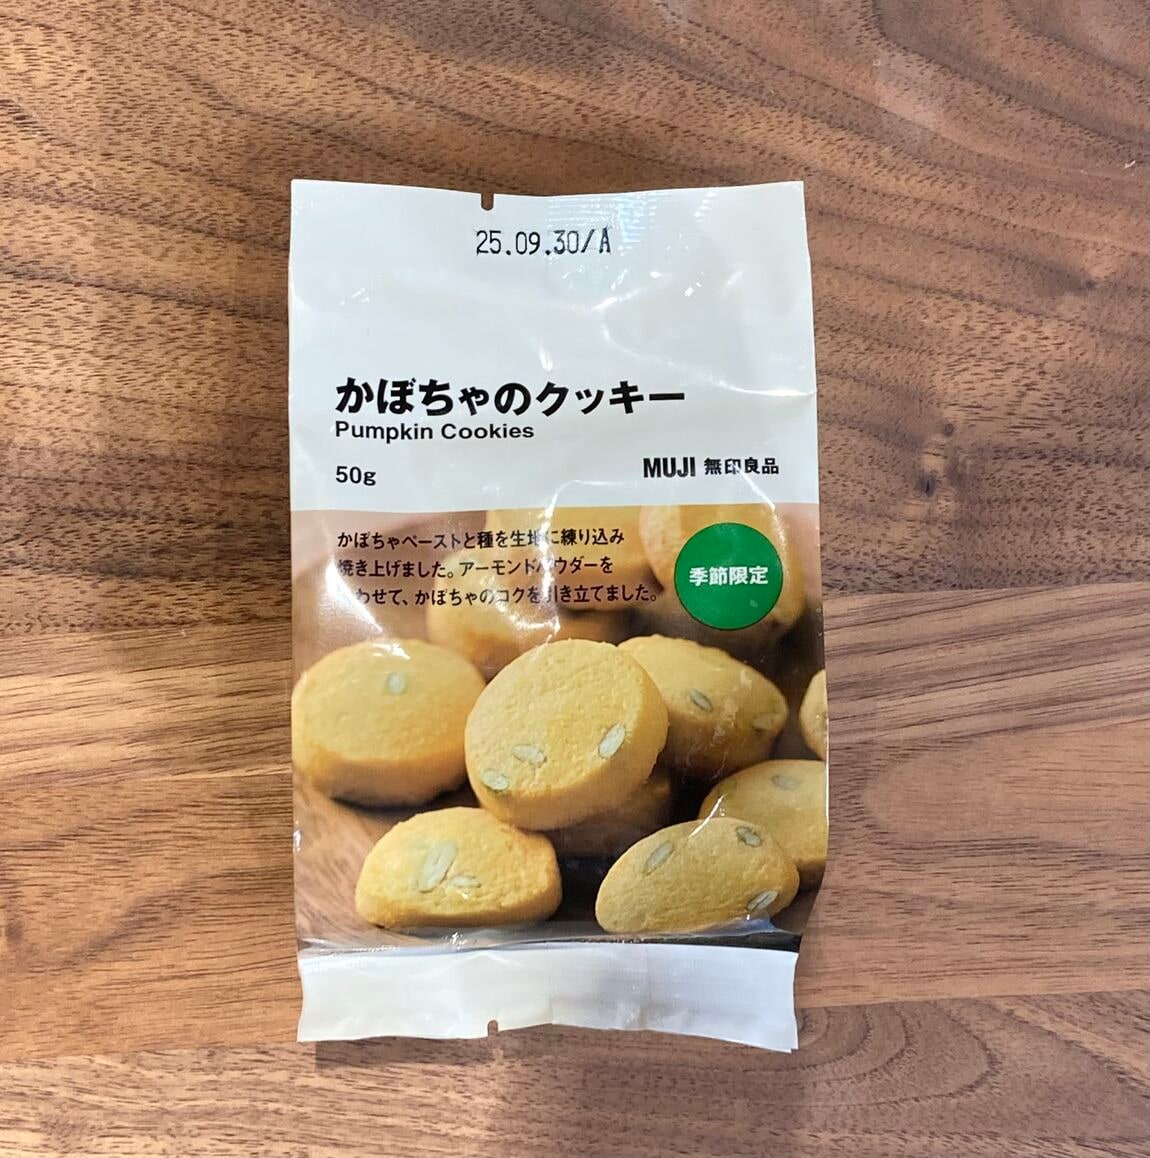 25.09.30/A
かぼちゃのクッキー
Pumpkin Cookies
50g
MUJI 無印良品
かぼちゃペーストと種を生地に練り込み
焼き上げました。アーモンドパウダーを
わせて、かぼちゃのコクを引き立てました。
季節限定